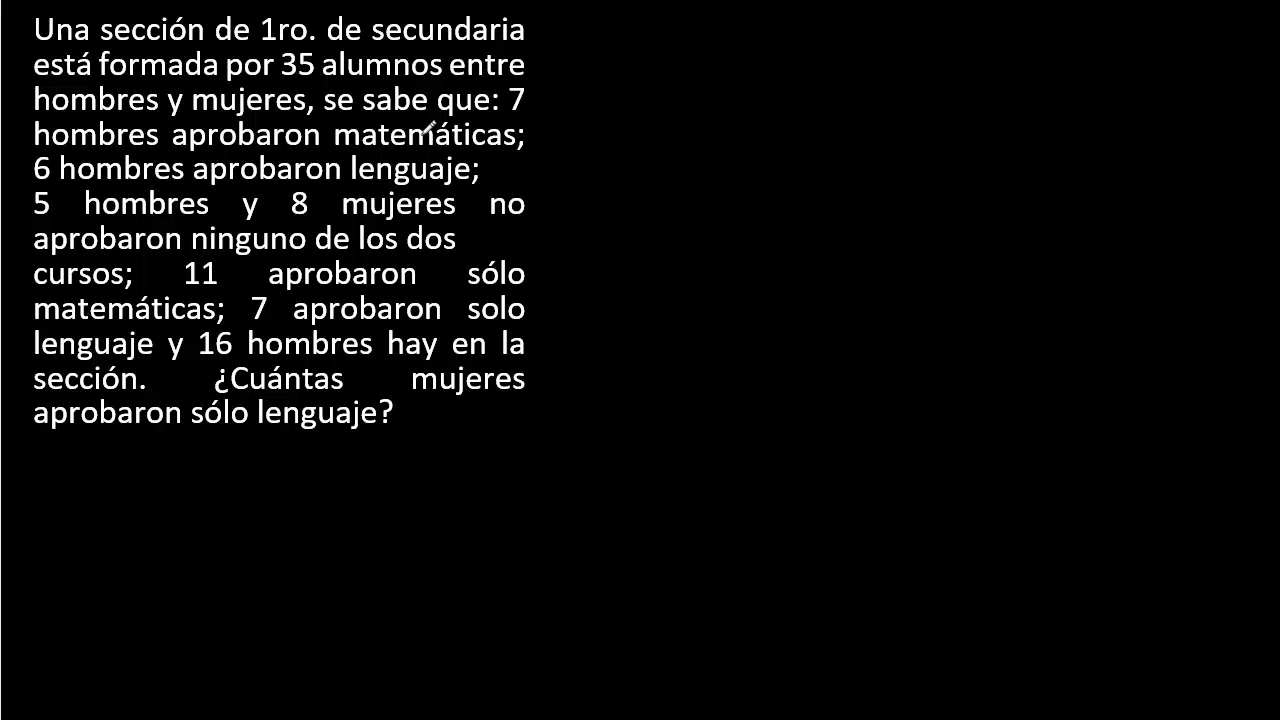 Una sección de 1ro. de secundaria
está formada por 35 alumnos entre
hombres y mujeres, se sabe que: 7
hombres aprobaron matemáticas;
6 hombres aprobaron lenguaje;
5 hombres y 8 mujeres no
aprobaron ninguno de los dos
cursos; 11 aprobaron sólo
matemáticas; 7 aprobaron solo
lenguaje y 16 hombres hay en la
sección. ¿Cuántas mujeres
aprobaron sólo lenguaje?